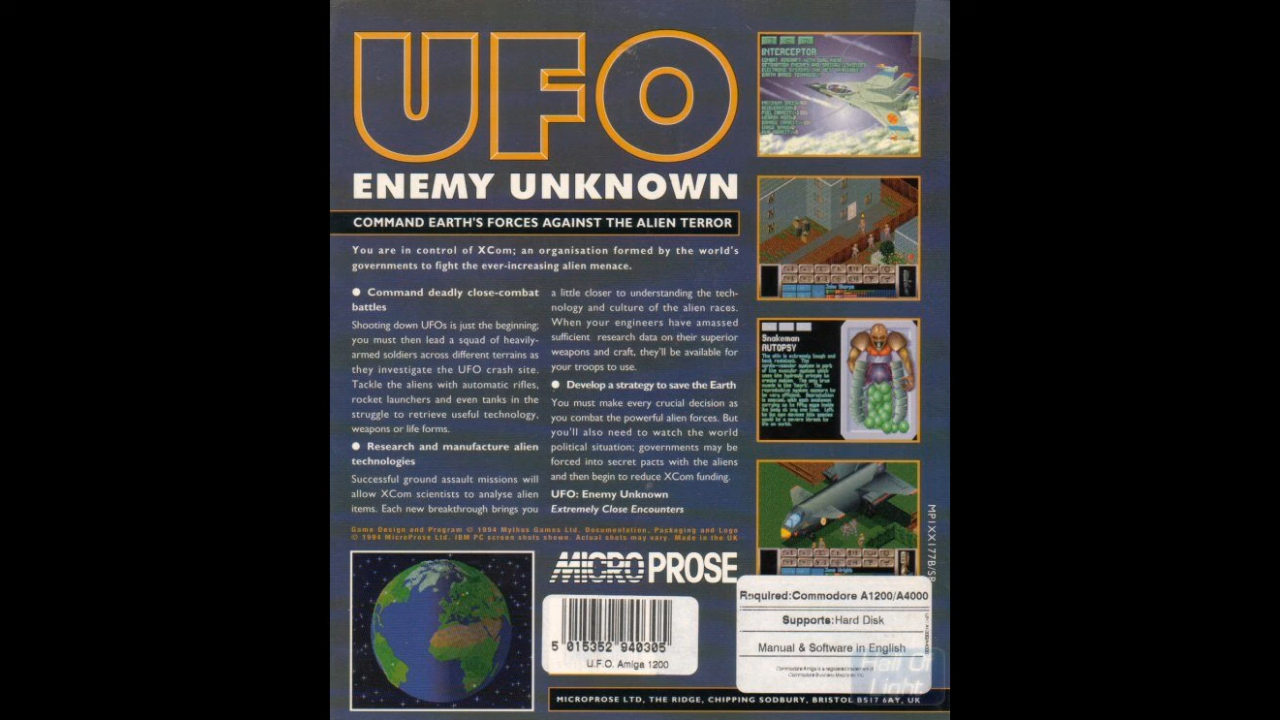 UFO
ENEMY UNKNOWN
COMMAND EARTH'S FORCES AGAINST THE ALIEN TERROR
You are in control of XCom; an organisation formed by the world's
governments to fight the ever-increasing alien menace.
● Command deadly close-combat
battles
Shooting down UFOs is just the beginning;
you must then lead a squad of heavily-
armed soldiers across different terrains as
they investigate the UFO crash site.
Tackle the aliens with automatic rifles,
rocket launchers and even tanks in the
struggle to retrieve useful technology,
weapons or life forms.
● Research and manufacture alien
technologies
Successful ground assault missions will
allow XCom scientists to analyse alien
items. Each new breakthrough brings you
a little closer to understanding the tech-
nology and culture of the alien races.
When your engineers have amassed
sufficient research data on their superior
weapons and craft, they'll be available for
your troops to use.
● Develop a strategy to save the Earth
You must make every crucial decision as
you combat the powerful alien forces. But
you'll also need to watch the world
political situation; governments may be
forced into secret pacts with the aliens
and then begin to reduce XCom funding.
UFO: Enemy Unknown
Extremely Close Encounters
Game Design and Program © 1994 Mythos Games Ltd. Documentation, Packaging and Logo
© 1994 MicroProse Ltd. IBM PC screen shots shown. Actual shots may vary. Made in the UK
MICROPROSE
5 015352 940305
U.F.O. Amiga 1200
INTERCEPTOR
John Sharpe
Snakeman
AUTOPSY
MPIXX177B/SP
Required:Commodore A1200/A4000
Supports:Hard Disk
Manual & Software in English
Hall Of
Light
MICROPROSE LTD, THE RIDGE, CHIPPING SODBURY, BRISTOL BS17 6AY, UK